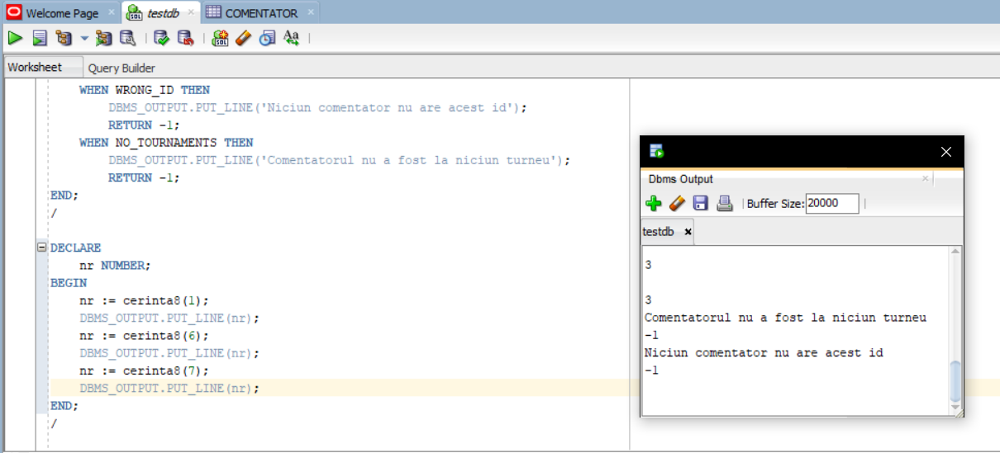 Welcome Page
testdb
COMENTATOR
Worksheet
Query Builder
WHEN WRONG_ID THEN
DBMS_OUTPUT.PUT_LINE('Niciun comentator nu are acest id');
RETURN -1;
WHEN NO_TOURNAMENTS THEN
DBMS_OUTPUT.PUT_LINE('Comentatorul nu a fost la niciun turneu');
RETURN -1;
END;
/
DECLARE
nr NUMBER;
BEGIN
nr := cerinta8(1);
DBMS_OUTPUT.PUT_LINE(nr);
nr := cerinta8(6);
DBMS_OUTPUT.PUT_LINE(nr);
nr := cerinta8(7);
DBMS_OUTPUT.PUT_LINE(nr);
END;
/
Dbms Output
Buffer Size: 20000
testdb
3
3
Comentatorul nu a fost la niciun turneu
-1
Niciun comentator nu are acest id
-1